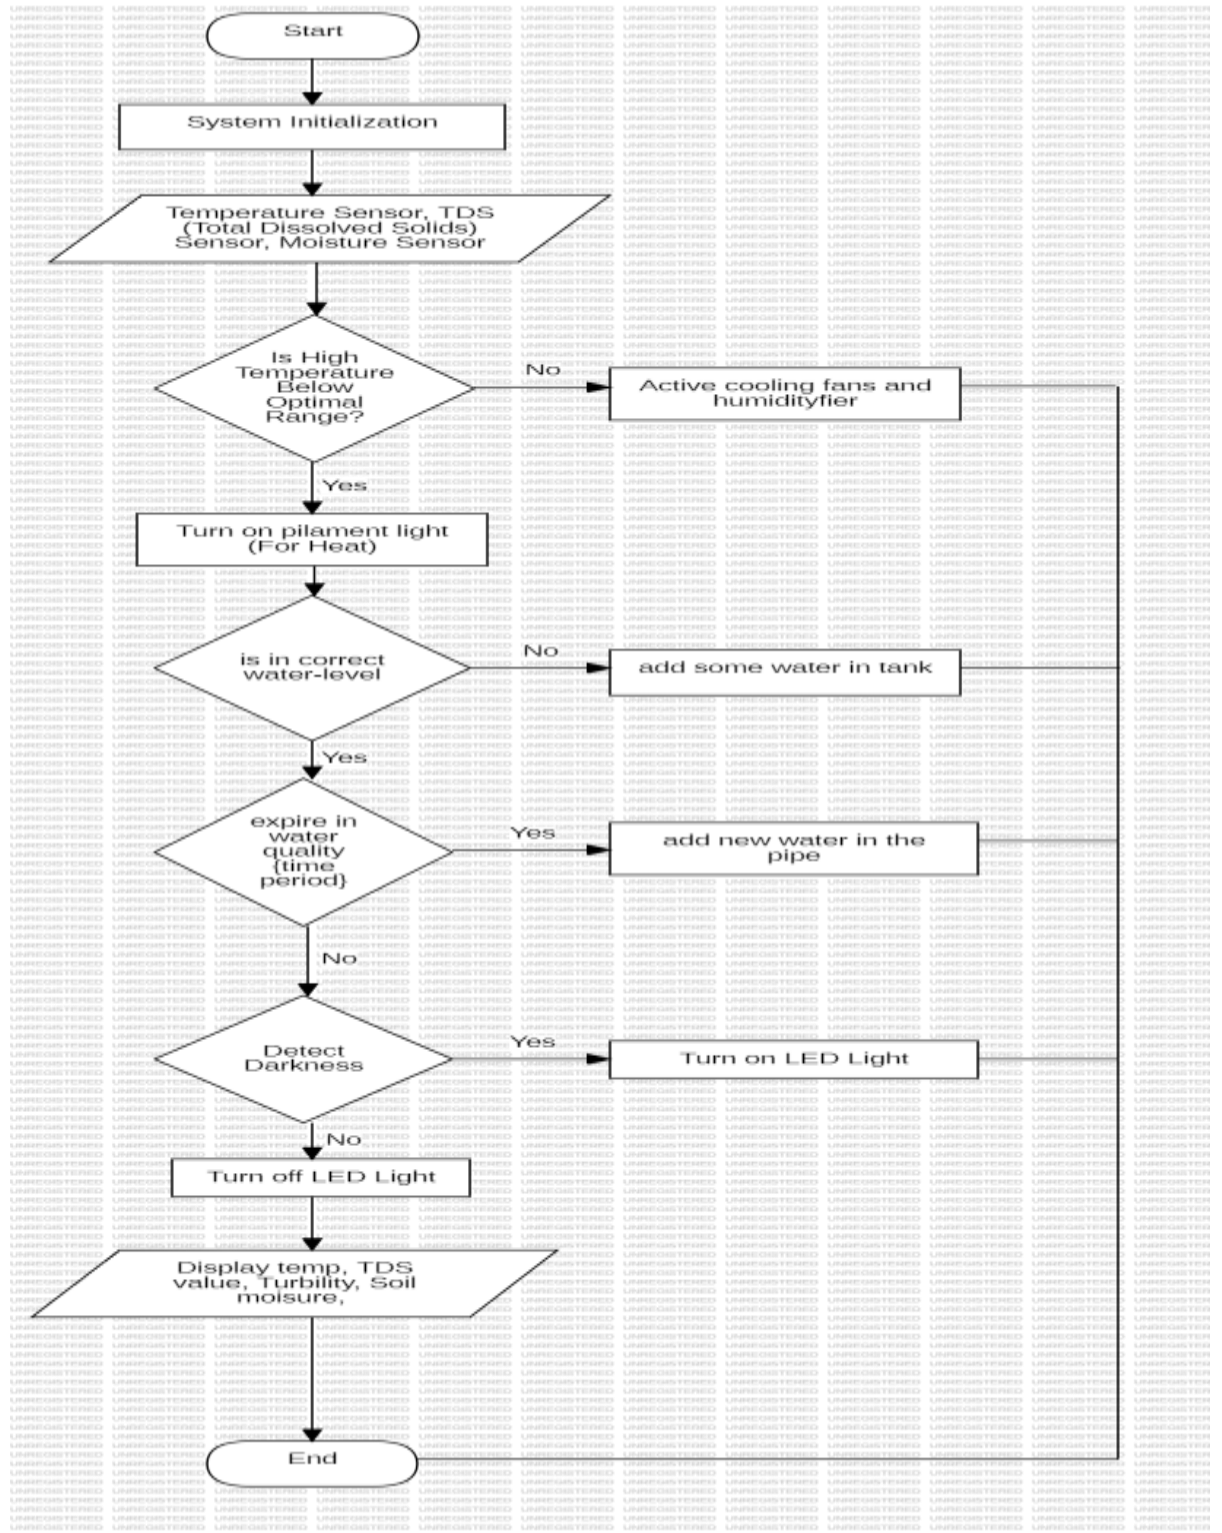 Start
System Initialization
Temperature Sensor, TDS
(Total Dissolved Solids)
Sensor, Moisture Sensor
Is High
Temperature
Below
Optimal
Range?
No
Active cooling fans and
humidityfier
Yes
Turn on pilament light
(For Heat)
is in correct
water-level
No
add some water in tank
Yes
expire in
water
quality
{time
period}
Yes
add new water in the
pipe
No
Detect
Darkness
Yes
Turn on LED Light
No
Turn off LED Light
Display temp, TDS
value, Turbility, Soil
moisure,
End
UNREGISTERED